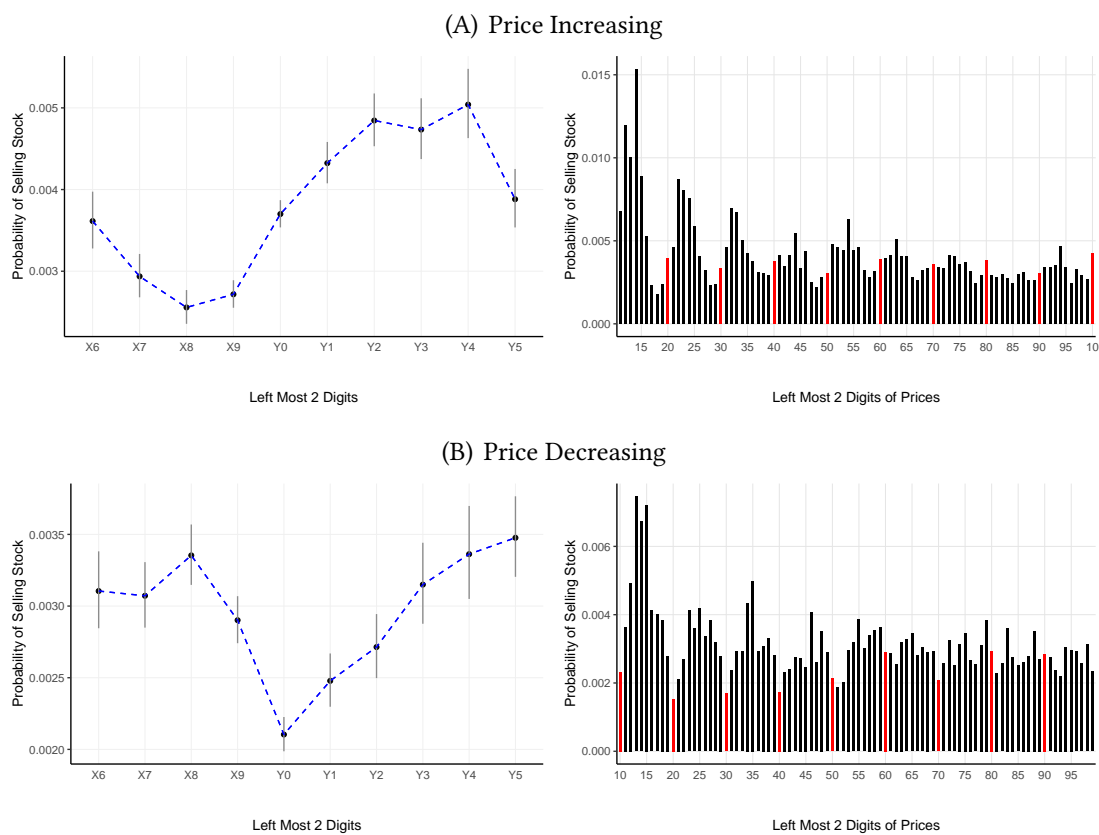 (A) Price Increasing
Probability of Selling Stock
0.005
0.004
0.003
X6 X7 X8 X9 Y0 Y1 Y2 Y3 Y4 Y5
Left Most 2 Digits
Probability of Selling Stock
0.015
0.010
0.005
0.000
15 20 25 30 35 40 45 50 55 60 65 70 75 80 85 90 95 10
Left Most 2 Digits of Prices
(B) Price Decreasing
Probability of Selling Stock
0.0035
0.0030
0.0025
0.0020
X6 X7 X8 X9 Y0 Y1 Y2 Y3 Y4 Y5
Left Most 2 Digits
Probability of Selling Stock
0.006
0.004
0.002
0.000
10 15 20 25 30 35 40 45 50 55 60 65 70 75 80 85 90 95
Left Most 2 Digits of Prices